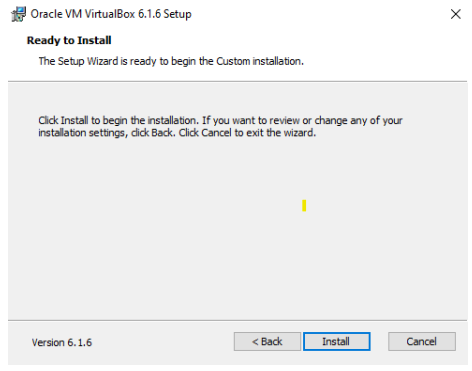 Oracle VM VirtualBox 6.1.6 Setup
Ready to Install
The Setup Wizard is ready to begin the Custom installation.
Click Install to begin the installation. If you want to review or change any of your
installation settings, click Back. Click Cancel to exit the wizard.
Version 6.1.6
< Back
Install
Cancel